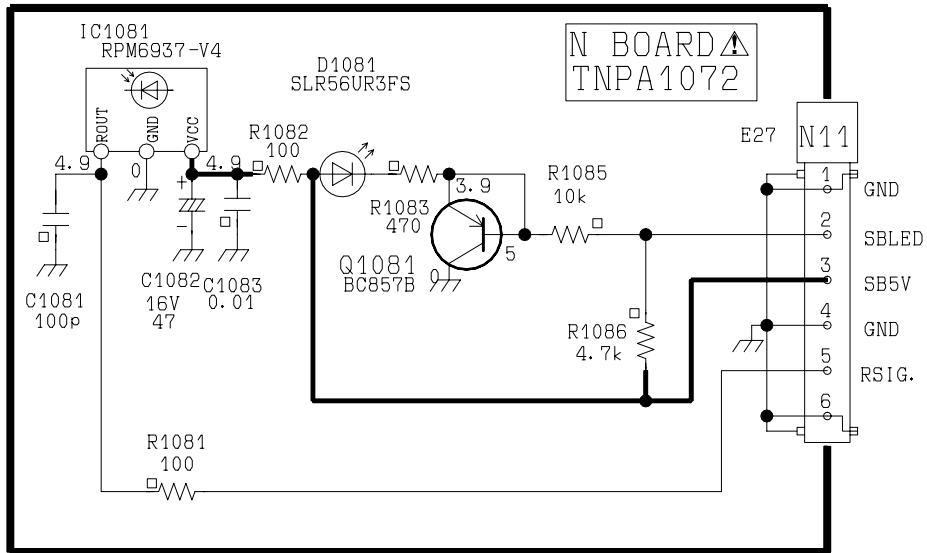 IC1081
RPM6937-V4
N BOARD
TNPA1072
D1081
SLR56UR3FS
ROUT
GND
VCC
R1082
100
E27
N11
4.9
0
4.9
+
-
R1083
470
3.9
R1085
10k
5
Q1081
BC857B
0
C1081
100p
C1082
16V
47
C1083
0.01
R1086
4.7k
R1081
100
1
GND
2
SBLED
3
SB5V
4
GND
5
RSIG.
6